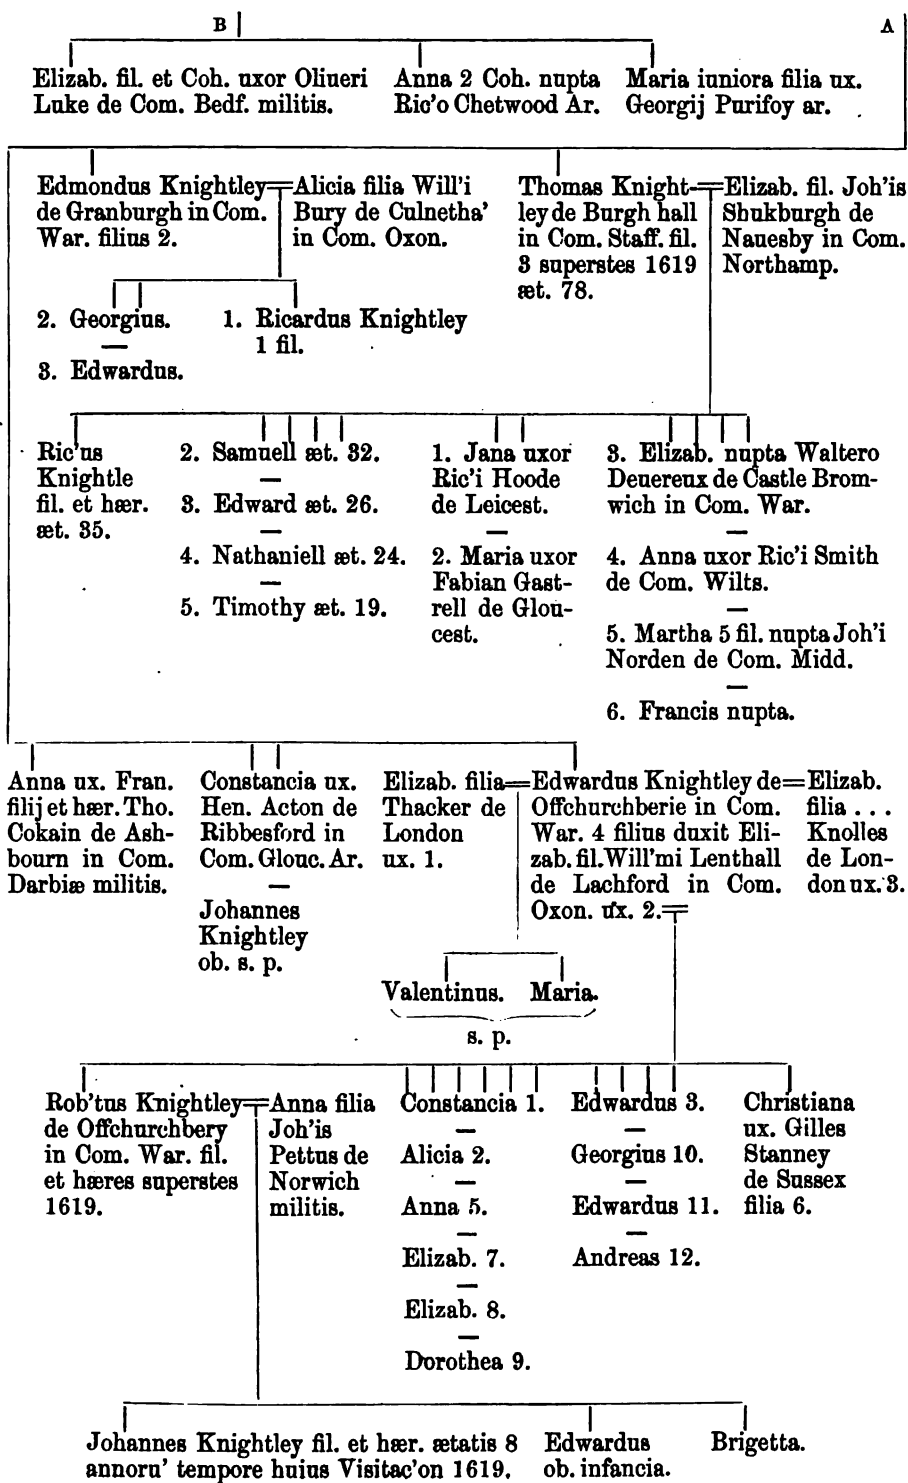 B
A
Elizab. fil. et Coh. uxor Oliueri
Luke de Com. Bedf. militis.
Anna 2 Coh. nupta
Ric'o Chetwood Ar.
Maria iuniora filia ux.
Georgij Purifoy ar.
Edmondus Knightley
de Granburgh in Com.
War. filius 2.
Alicia filia Will'i
Bury de Culnetha'
in Com. Oxon.
Thomas Knight-
ley de Burgh hall
in Com. Staff. fil.
3 superstes 1619
æt. 78.
Elizab. fil. Joh'is
Shukburgh de
Nauesby in Com.
Northamp.
2. Georgius.
3. Edwardus.
1. Ricardus Knightley
1 fil.
Ric'us
Knightle
fil. et hær.
æt. 35.
2. Samuell æt. 32.
3. Edward æt. 26.
4. Nathaniell æt. 24.
5. Timothy æt. 19.
1. Jana uxor
Ric'i Hoode
de Leicest.
2. Maria uxor
Fabian Gast-
rell de Glou-
cest.
3. Elizab. nupta Waltero
Deuereux de Castle Brom-
wich in Com. War.
4. Anna uxor Ric'i Smith
de Com. Wilts.
5. Martha 5 fil. nupta Joh'i
Norden de Com. Midd.
6. Francis nupta.
Anna ux. Fran.
filij et hær. Tho.
Cokain de Ash-
bourn in Com.
Darbiæ militis.
Constancia ux.
Hen. Acton de
Ribbesford in
Com. Glouc. Ar.
Johannes
Knightley
ob. s. p.
Elizab. filia
Thacker de
London
ux. 1.
Edwardus Knightley de
Offchurchberie in Com.
War. 4 filius duxit Eli-
zab. fil. Will'mi Lenthall
de Lachford in Com.
Oxon. ux. 2.
Elizab.
filia . . .
Knolles
de Lon-
don ux. 3.
Valentinus.
Maria.
s. p.
Rob'tus Knightley
de Offchurchbery
in Com. War. fil.
et hæres superstes
1619.
Anna filia
Joh'is
Pettus de
Norwich
militis.
Constancia 1.
Alicia 2.
Anna 5.
Elizab. 7.
Elizab. 8.
Dorothea 9.
Edwardus 3.
Georgius 10.
Edwardus 11.
Andreas 12.
Christiana
ux. Gilles
Stanney
de Sussex
filia 6.
Johannes Knightley fil. et hær. ætatis 8
annoru' tempore huius Visitac'on 1619.
Edwardus
ob. infancia.
Brigetta.